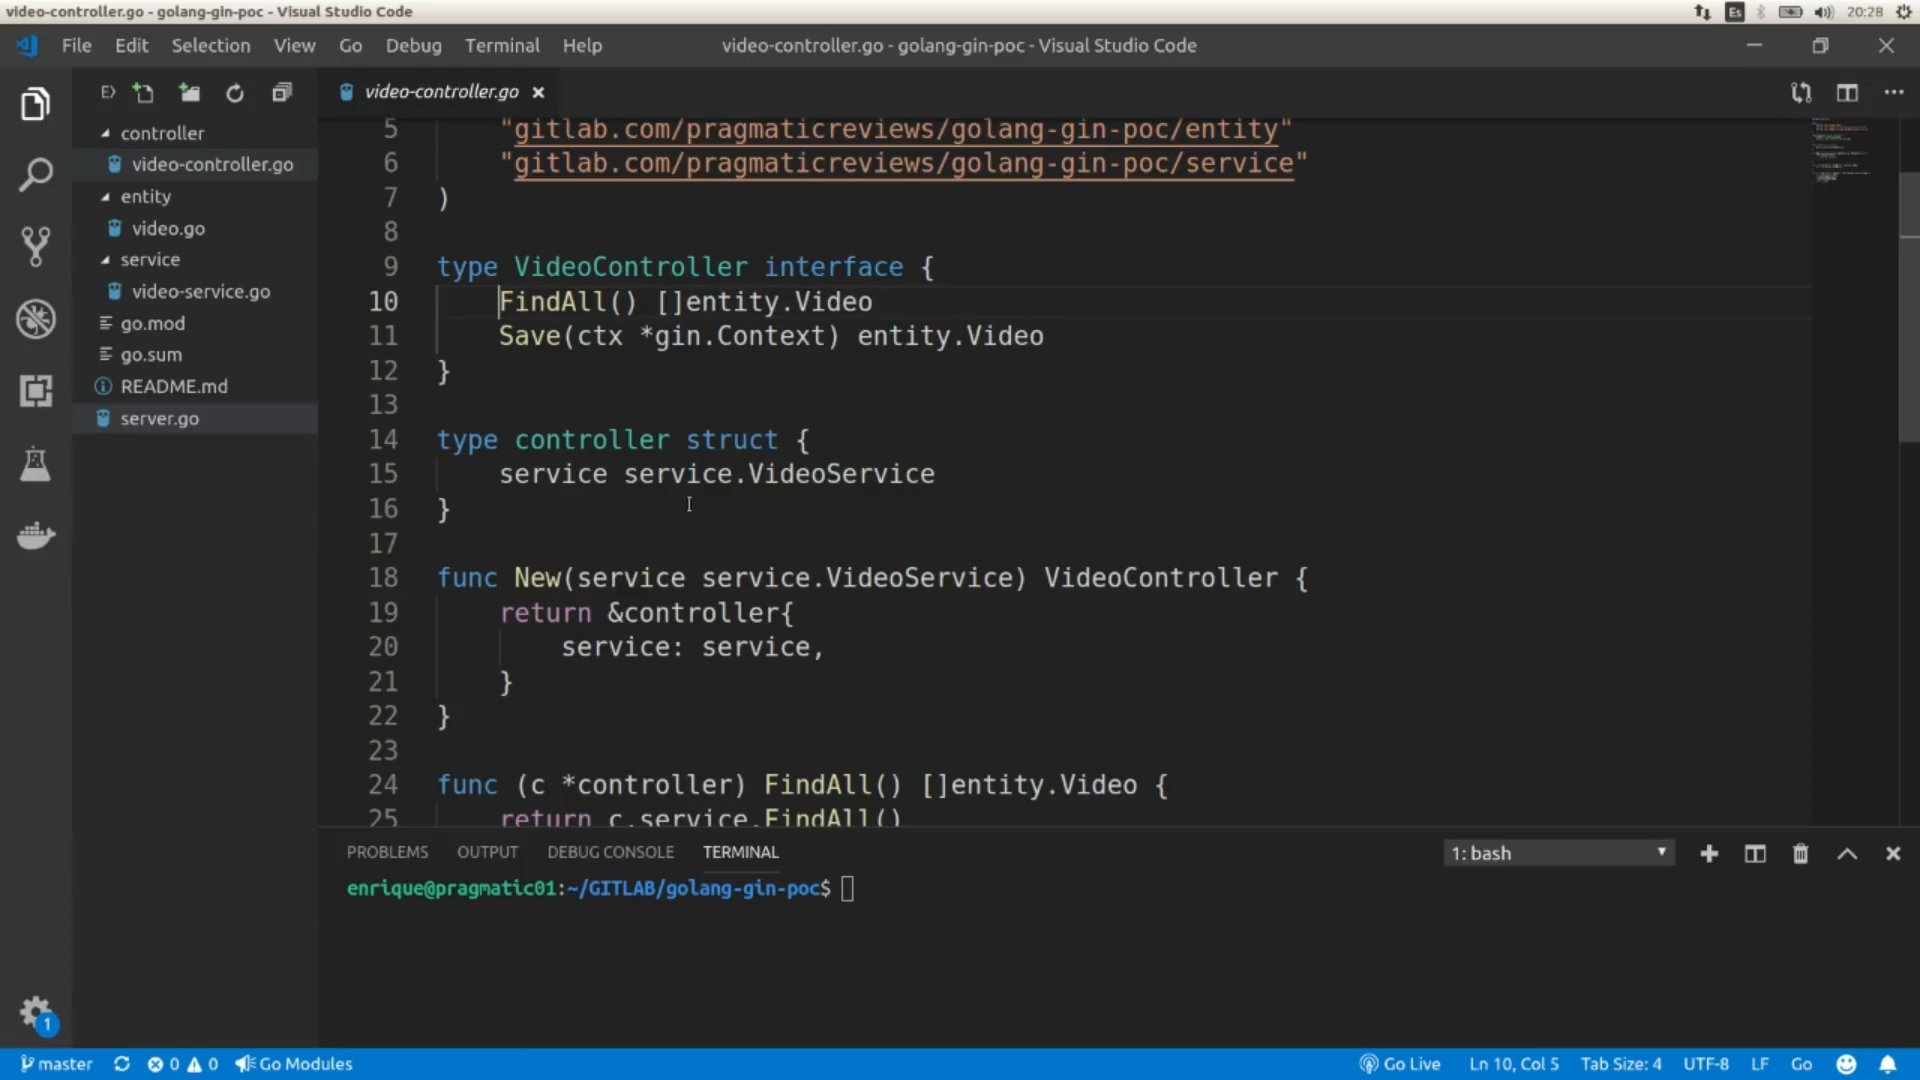 video-controller.go - golang-gin-poc - Visual Studio Code
Es
20:28
File Edit Selection View Go Debug Terminal Help
video-controller.go - golang-gin-poc - Visual Studio Code
video-controller.go
controller
video-controller.go
entity
video.go
service
video-service.go
go.mod
go.sum
README.md
server.go
5 "gitlab.com/pragmaticreviews/golang-gin-poc/entity"
6 "gitlab.com/pragmaticreviews/golang-gin-poc/service"
7 )
8
9 type VideoController interface {
10 FindAll() []entity.Video
11 Save(ctx *gin.Context) entity.Video
12 }
13
14 type controller struct {
15 service service.VideoService
16 }
17
18 func New(service service.VideoService) VideoController {
19 return &controller{
20 service: service,
21 }
22 }
23
24 func (c *controller) FindAll() []entity.Video {
25 return c.service.FindAll()
PROBLEMS OUTPUT DEBUG CONSOLE TERMINAL
1: bash
enrique@pragmatic01:~/GITLAB/golang-gin-poc$
1
master 0 0 Go Modules
Go Live Ln 10, Col 5 Tab Size: 4 UTF-8 LF Go